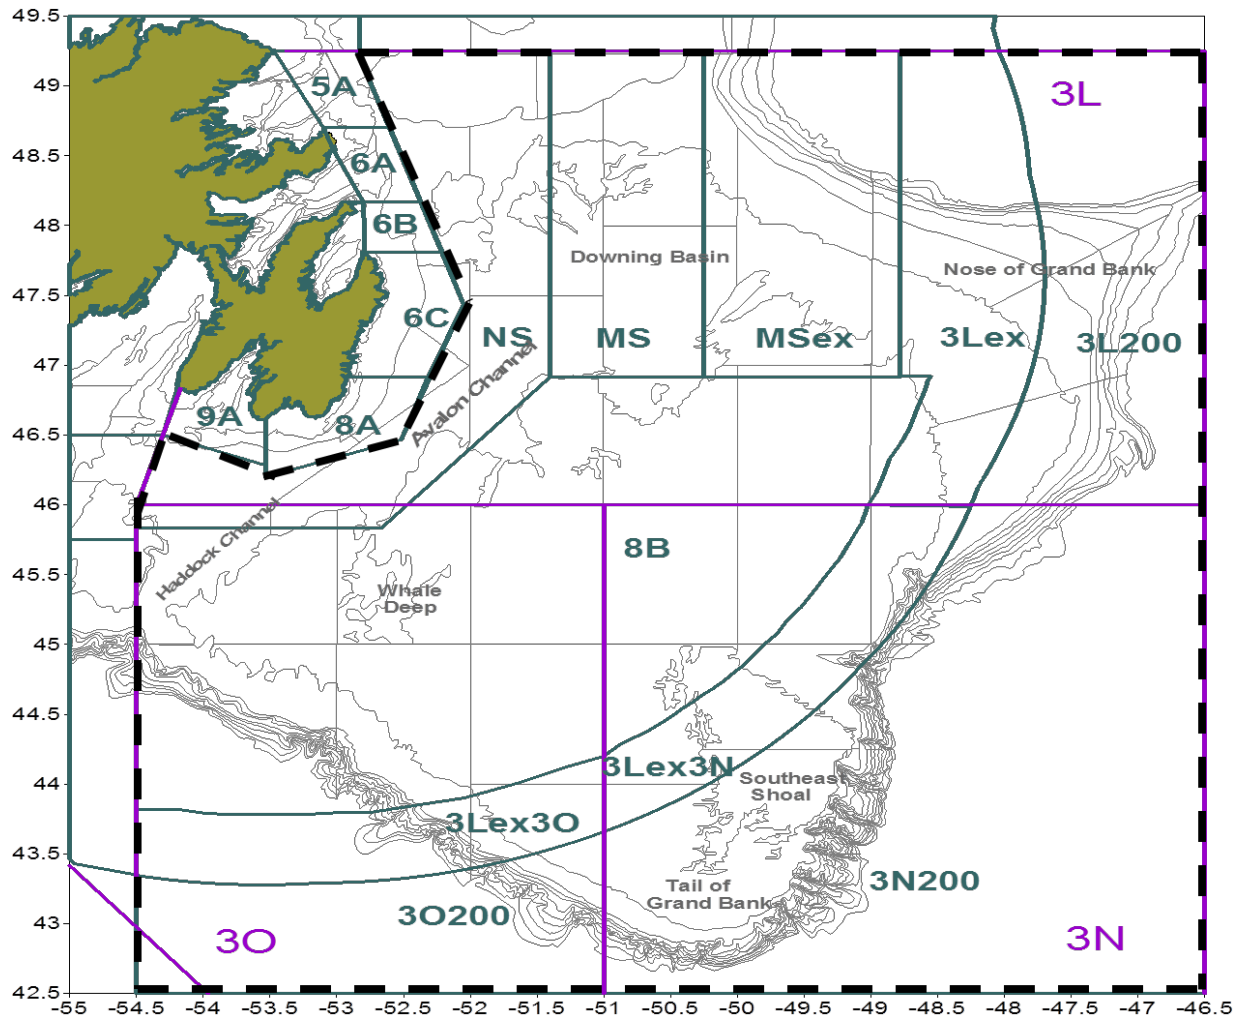 49.5
49
48.5
48
47.5
47
46.5
46
45.5
45
44.5
44
43.5
43
42.5
5A
3L
6A
6B
Downing Basin
Nose of Grand Bank
6C
NS
MS
MSex
3Lex
3L200
Avalon Channel
9A
8A
Haddock Channel
8B
Whale
Deep
3Lex3N
Southeast
Shoal
3Lex3O
Tail of
Grand Bank
3N200
3O200
3O
3N
-55
-54.5
-54
-53.5
-53
-52.5
-52
-51.5
-51
-50.5
-50
-49.5
-49
-48.5
-48
-47.5
-47
-46.5